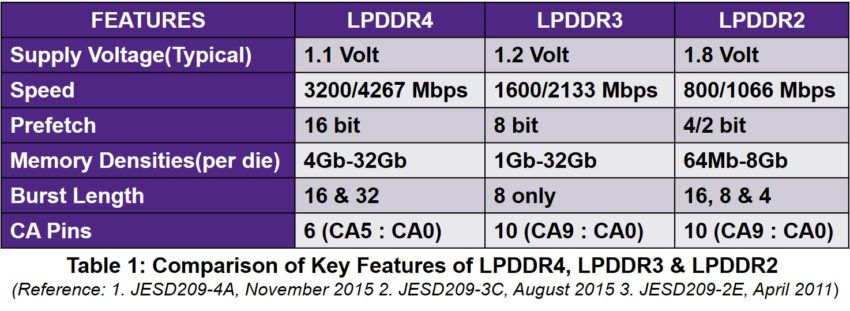 FEATURES LPDDR4 LPDDR3 LPDDR2
Supply Voltage(Typical) 1.1 Volt 1.2 Volt 1.8 Volt
Speed 3200/4267 Mbps 1600/2133 Mbps 800/1066 Mbps
Prefetch 16 bit 8 bit 4/2 bit
Memory Densities(per die) 4Gb-32Gb 1Gb-32Gb 64Mb-8Gb
Burst Length 16 & 32 8 only 16, 8 & 4
CA Pins 6 (CA5 : CA0) 10 (CA9 : CA0) 10 (CA9 : CA0)
Table 1: Comparison of Key Features of LPDDR4, LPDDR3 & LPDDR2
(Reference: 1. JESD209-4A, November 2015 2. JESD209-3C, August 2015 3. JESD209-2E, April 2011)